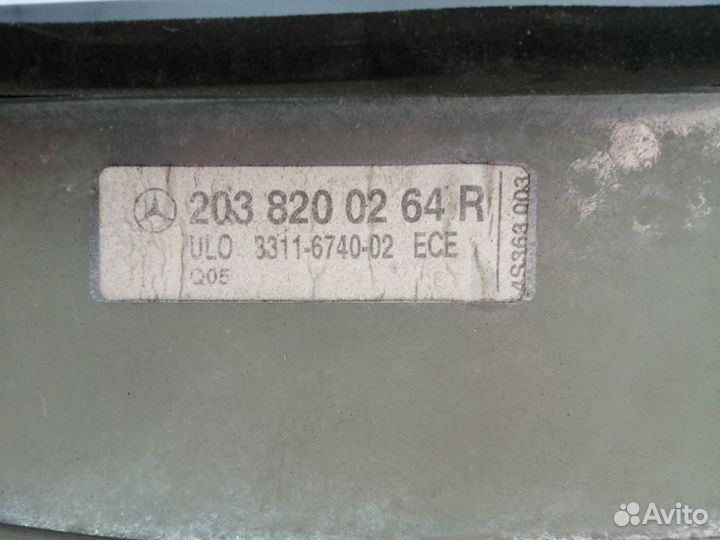 203 820 02 64 R
ULO 3311-6740-02 ECE
Q05
4S363 003
Avito